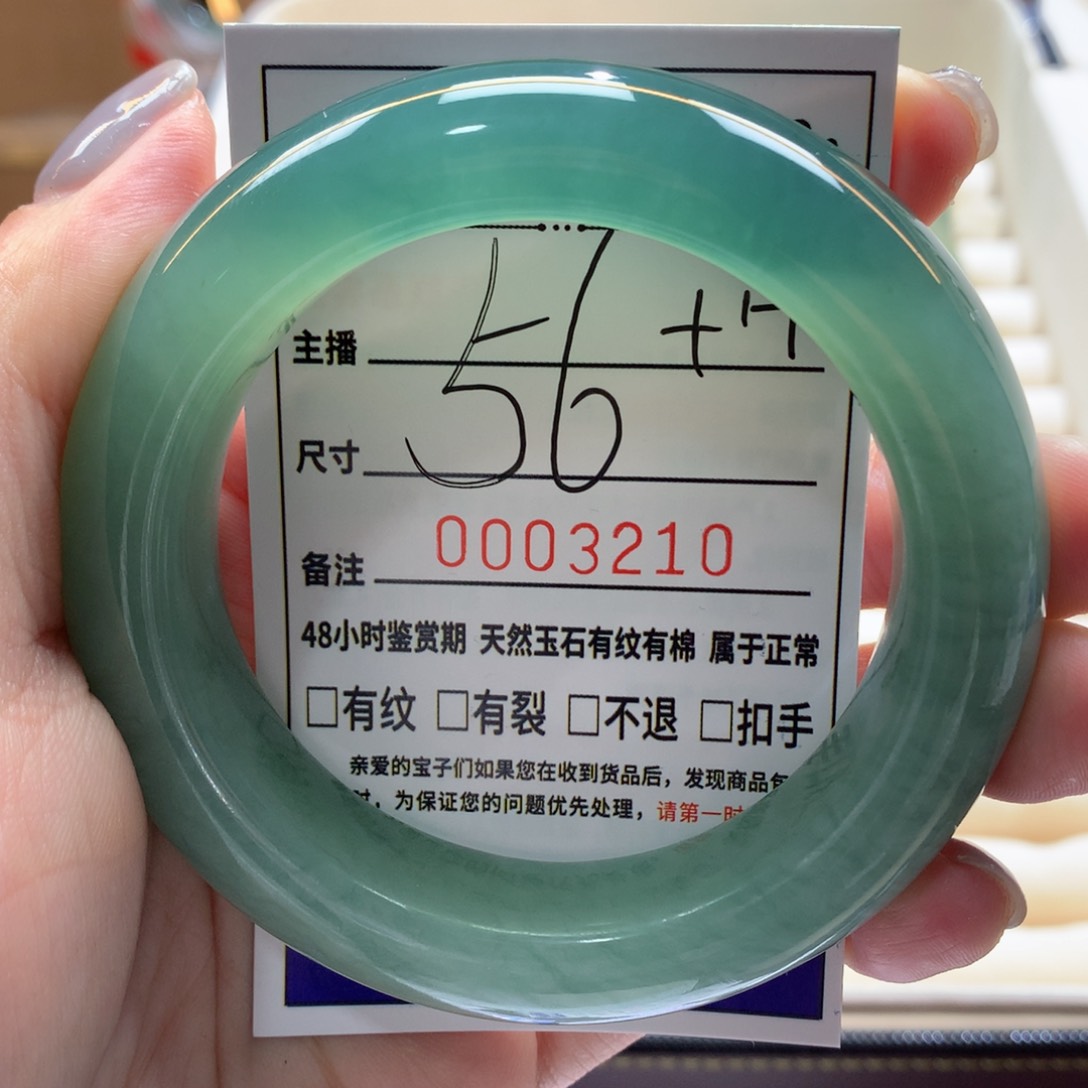 主播
尺寸 56
备注 0003210
48小时鉴赏期 天然玉石有纹有棉 属于正常
□有纹 □有裂 □不退 □扣手
亲爱的宝子们如果您在收到货品后，发现商品
时，为保证您的问题优先处理，请第一时